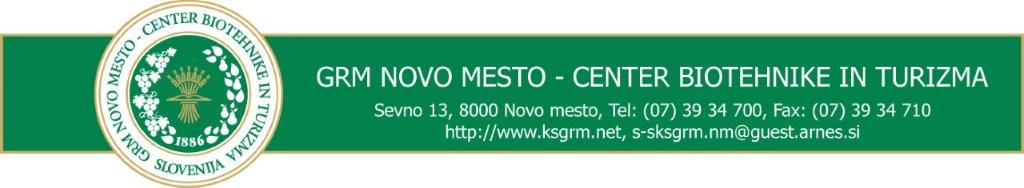 GRM NOVO MESTO - CENTER BIOTEHNIKE IN TURIZMA
1886
SLOVENIJA
GRM NOVO MESTO - CENTER BIOTEHNIKE IN TURIZMA
Sevno 13, 8000 Novo mesto, Tel: (07) 39 34 700, Fax: (07) 39 34 710
http://www.ksgrm.net, s-sksgrm.nm@guest.arnes.si